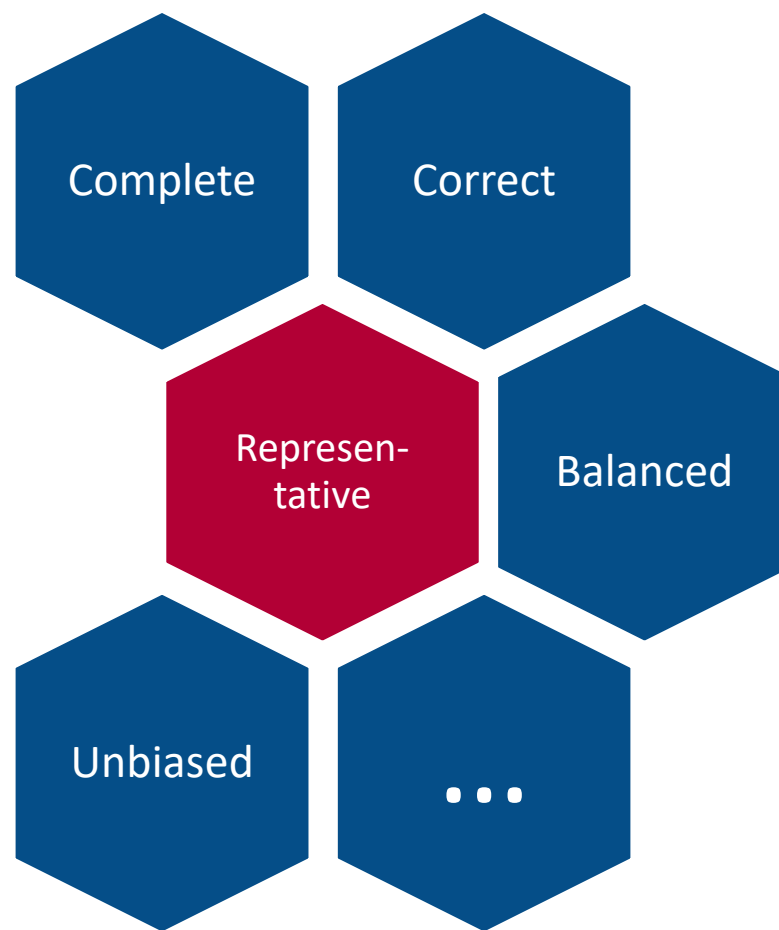 Complete
Correct
Represen-
tative
Balanced
Unbiased
...